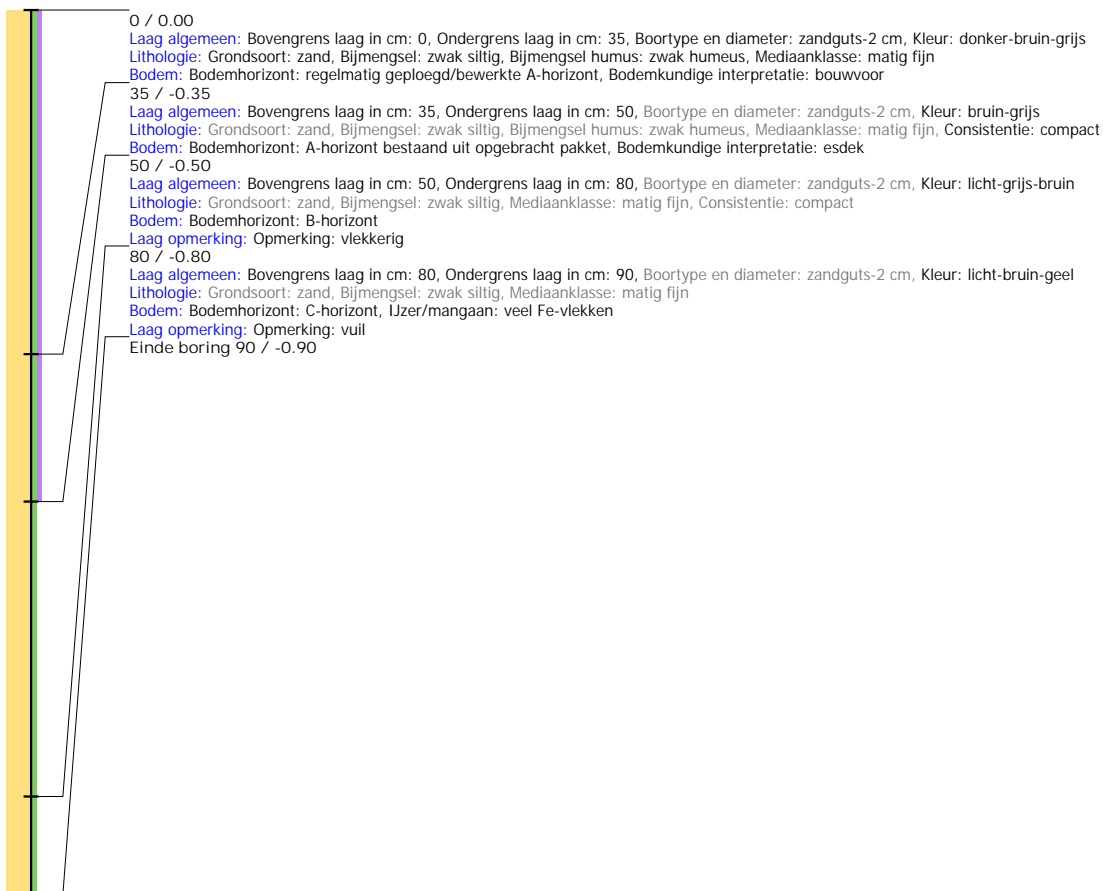 0 / 0.00
Laag algemeen: Bovengrens laag in cm: 0, Ondergrens laag in cm: 35, Boortype en diameter: zandguts-2 cm, Kleur: donker-bruin-grijs
Lithologie: Grondsoort: zand, Bijmengsel: zwak siltig, Bijmengsel humus: zwak humeus, Mediaanklasse: matig fijn
Bodem: Bodemhorizont: regelmatig geploegd/bewerkte A-horizont, Bodemkundige interpretatie: bouwvoor
35 / -0.35
Laag algemeen: Bovengrens laag in cm: 35, Ondergrens laag in cm: 50, Boortype en diameter: zandguts-2 cm, Kleur: bruin-grijs
Lithologie: Grondsoort: zand, Bijmengsel: zwak siltig, Bijmengsel humus: zwak humeus, Mediaanklasse: matig fijn, Consistentie: compact
Bodem: Bodemhorizont: A-horizont bestaand uit opgebracht pakket, Bodemkundige interpretatie: esdek
50 / -0.50
Laag algemeen: Bovengrens laag in cm: 50, Ondergrens laag in cm: 80, Boortype en diameter: zandguts-2 cm, Kleur: licht-grijs-bruin
Lithologie: Grondsoort: zand, Bijmengsel: zwak siltig, Mediaanklasse: matig fijn, Consistentie: compact
Bodem: Bodemhorizont: B-horizont
Laag opmerking: Opmerking: vlekkerig
80 / -0.80
Laag algemeen: Bovengrens laag in cm: 80, Ondergrens laag in cm: 90, Boortype en diameter: zandguts-2 cm, Kleur: licht-bruin-geel
Lithologie: Grondsoort: zand, Bijmengsel: zwak siltig, Mediaanklasse: matig fijn
Bodem: Bodemhorizont: C-horizont, IJzer/mangaan: veel Fe-vlekken
Laag opmerking: Opmerking: vuil
Einde boring 90 / -0.90